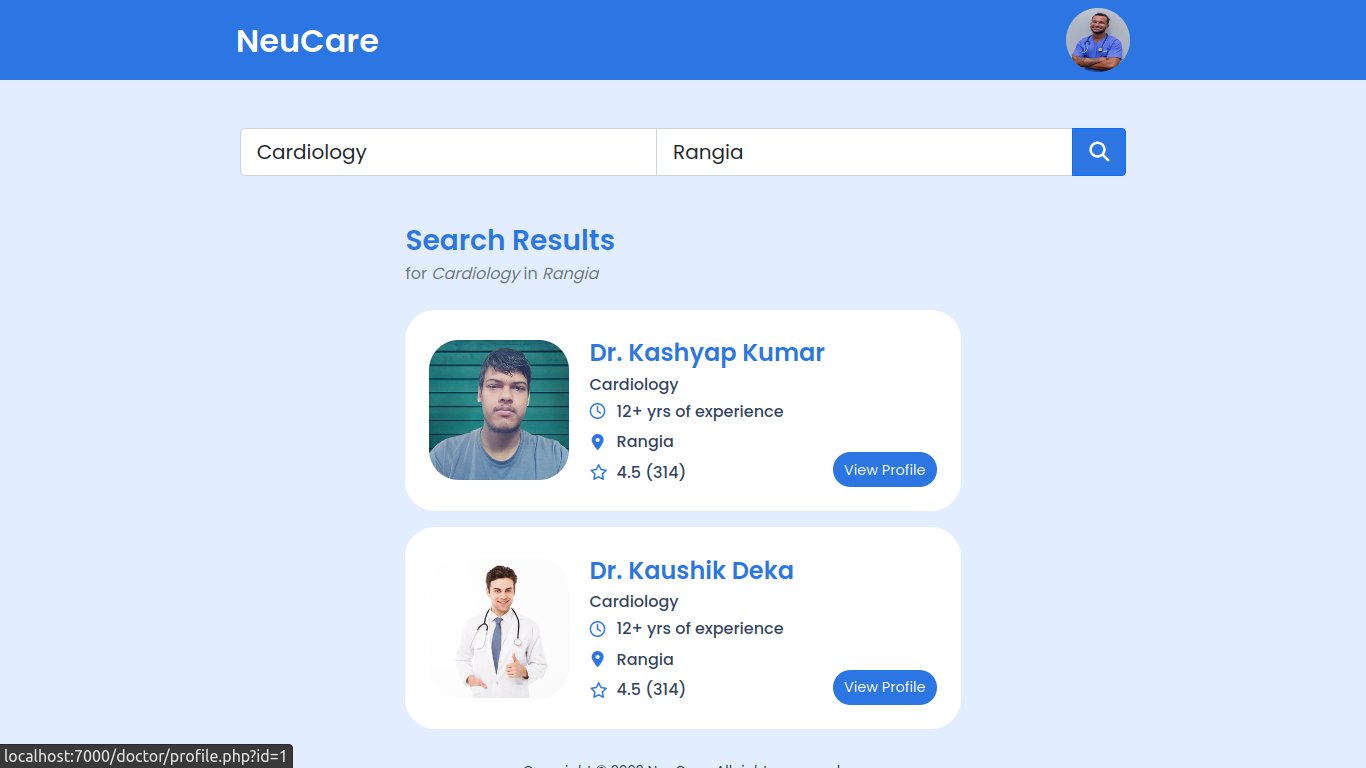 NeuCare
Cardiology
Rangia
Search Results
for Cardiology in Rangia
Dr. Kashyap Kumar
Cardiology
12+ yrs of experience
Rangia
4.5 (314)
View Profile
Dr. Kaushik Deka
Cardiology
12+ yrs of experience
Rangia
4.5 (314)
View Profile
localhost:7000/doctor/profile.php?id=1